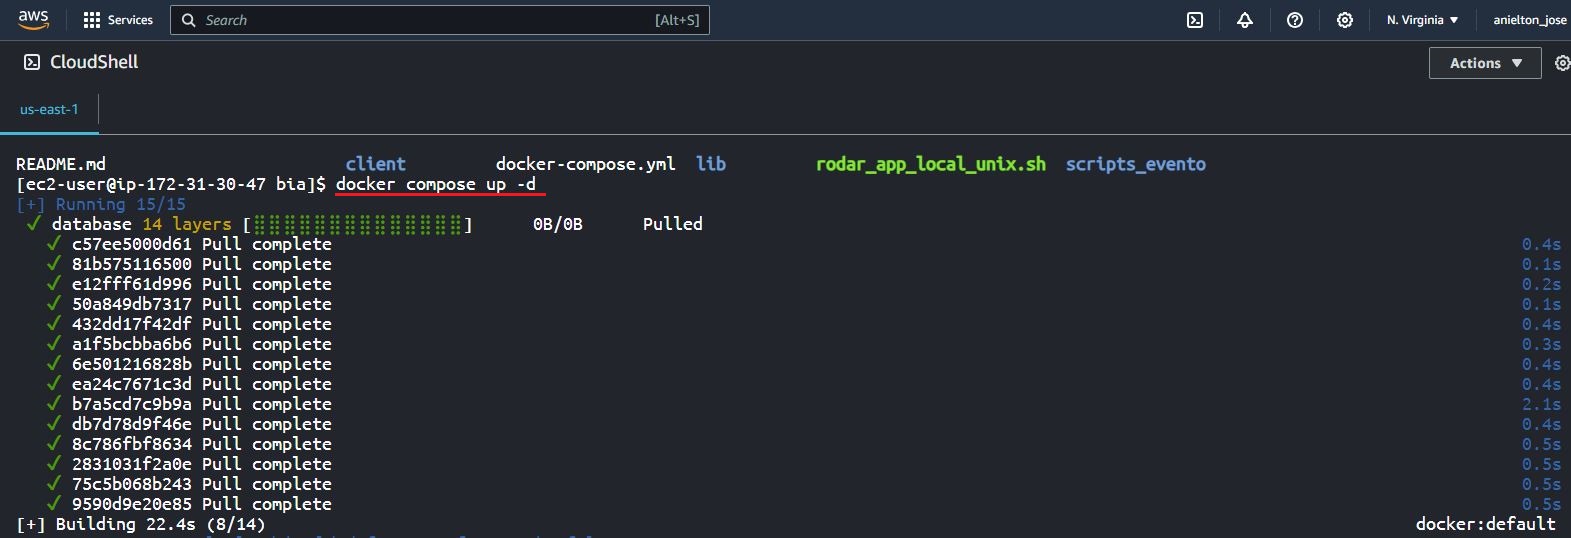 aws Services Search [Alt+S] N. Virginia ▼ anielton_jose
CloudShell Actions ▼
us-east-1
README.md client docker-compose.yml lib rodar_app_local_unix.sh scripts_evento
[ec2-user@ip-172-31-30-47 bia]$ docker compose up -d
[+] Running 15/15
✓ database 14 layers [⣿⣿⣿⣿⣿⣿⣿⣿⣿⣿⣿⣿⣿⣿] 0B/0B Pulled
✓ c57ee5000d61 Pull complete 0.4s
✓ 81b575116500 Pull complete 0.1s
✓ e12fff61d996 Pull complete 0.2s
✓ 50a849db7317 Pull complete 0.1s
✓ 432dd17f42df Pull complete 0.4s
✓ a1f5bcbba6b6 Pull complete 0.3s
✓ 6e501216828b Pull complete 0.4s
✓ ea24c7671c3d Pull complete 0.4s
✓ b7a5cd7c9b9a Pull complete 2.1s
✓ db7d78d9f46e Pull complete 0.4s
✓ 8c786fbf8634 Pull complete 0.5s
✓ 2831031f2a0e Pull complete 0.5s
✓ 75c5b068b243 Pull complete 0.5s
✓ 9590d9e20e85 Pull complete 0.5s
[+] Building 22.4s (8/14) docker:default